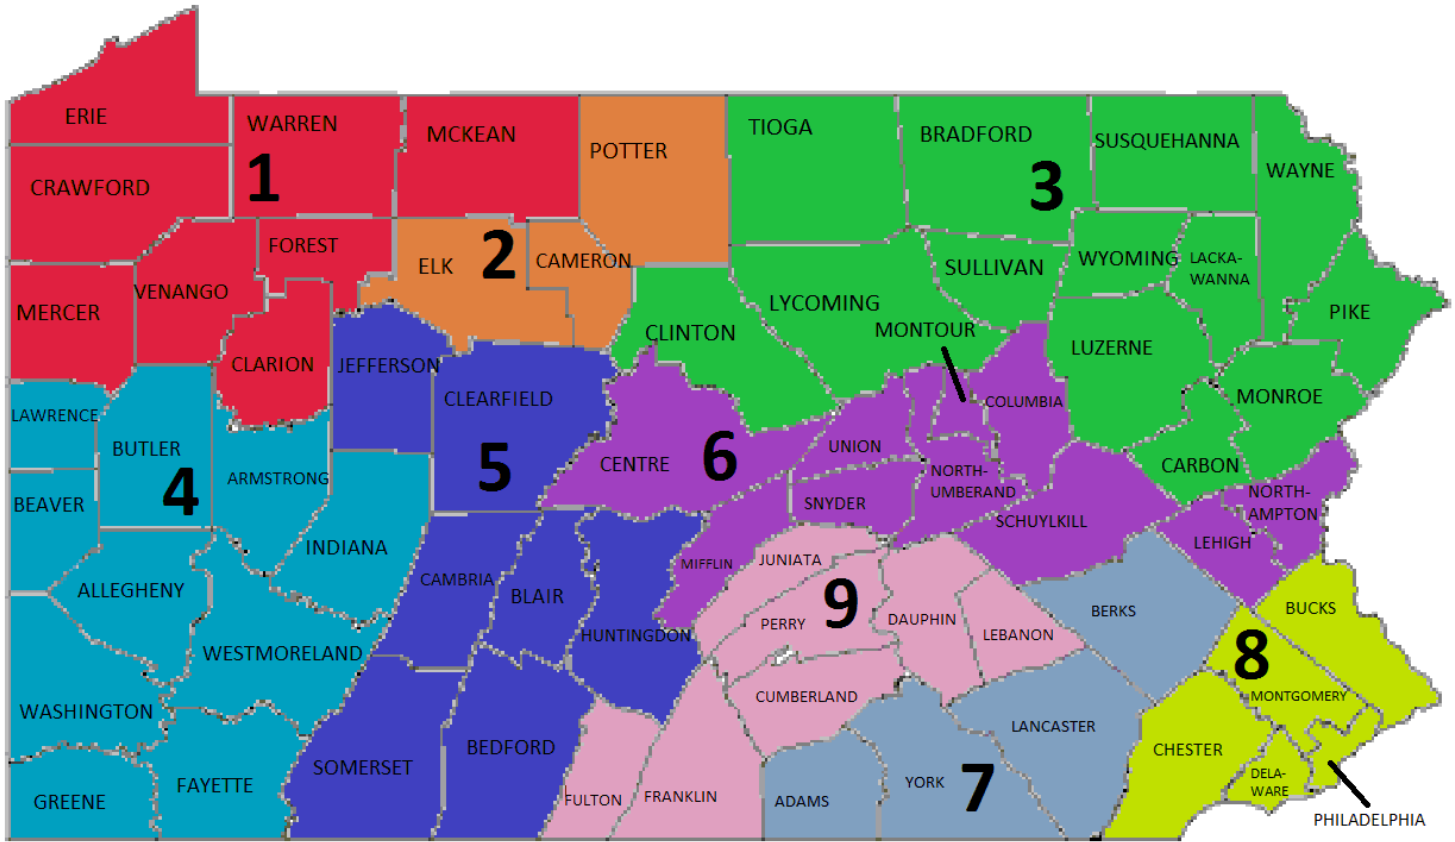 ERIE
WARREN
MCKEAN
POTTER
TIOGA
BRADFORD
SUSQUEHANNA
WAYNE
CRAWFORD
1
3
FOREST
ELK
2
CAMERON
SULLIVAN
WYOMING
LACKA-
WANNA
MERCER
VENANGO
LYCOMING
PIKE
CLINTON
MONTOUR
LUZERNE
CLARION
JEFFERSON
CLEARFIELD
COLUMBIA
MONROE
LAWRENCE
BUTLER
UNION
CENTRE
6
CARBON
4
ARMSTRONG
5
NORTH-
UMBERAND
NORTH-
AMPTON
BEAVER
SNYDER
SCHUYLKILL
INDIANA
LEHIGH
MIFFLIN
JUNIATA
ALLEGHENY
CAMBRIA
BLAIR
9
BERKS
BUCKS
HUNTINGDON
PERRY
DAUPHIN
LEBANON
WESTMORELAND
8
CUMBERLAND
MONTGOMERY
WASHINGTON
BEDFORD
LANCASTER
CHESTER
SOMERSET
FAYETTE
YORK
7
DELA-
WARE
GREENE
FULTON
FRANKLIN
ADAMS
PHILADELPHIA